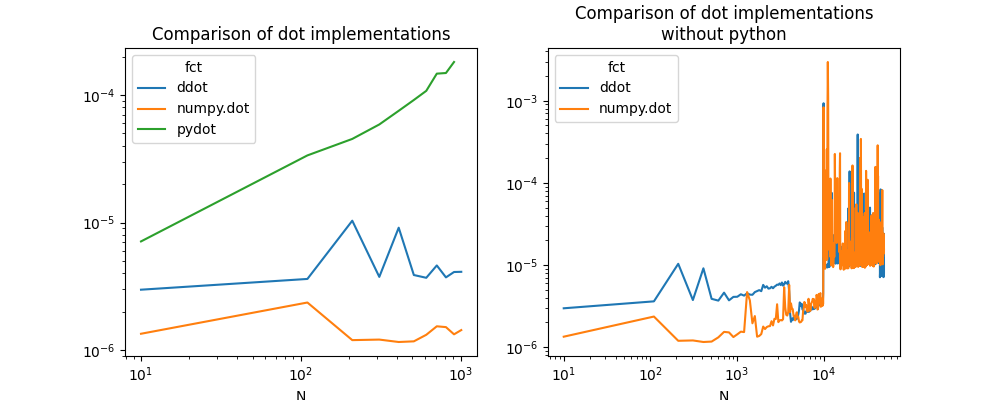 Comparison of dot implementations
fct
ddot
numpy.dot
pydot
10⁻⁴
10⁻⁵
10⁻⁶
10¹
10²
10³
N
Comparison of dot implementations
without python
fct
ddot
numpy.dot
10⁻³
10⁻⁴
10⁻⁵
10⁻⁶
10¹
10²
10³
10⁴
N